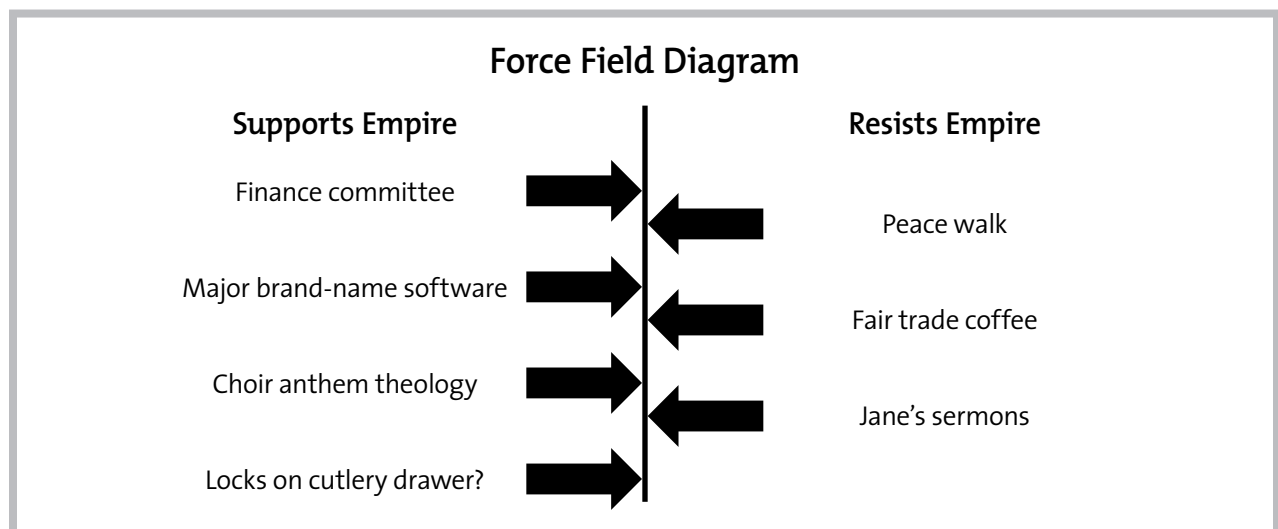 Force Field Diagram
Supports Empire
Resists Empire
Finance committee
Peace walk
Major brand-name software
Fair trade coffee
Choir anthem theology
Jane’s sermons
Locks on cutlery drawer?